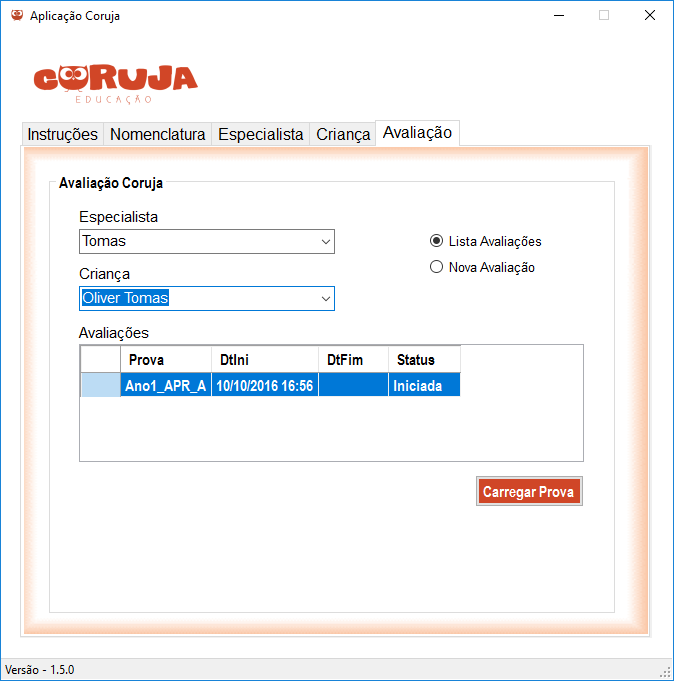 Aplicação Coruja
CORUJA
EDUCAÇÃO
Instruções Nomenclatura Especialista Criança Avaliação
Avaliação Coruja
Especialista
Tomas
Lista Avaliações
Nova Avaliação
Criança
Oliver Tomas
Avaliações
Prova DtIni DtFim Status
Ano1_APR_A 10/10/2016 16:56 Iniciada
Carregar Prova
Versão - 1.5.0